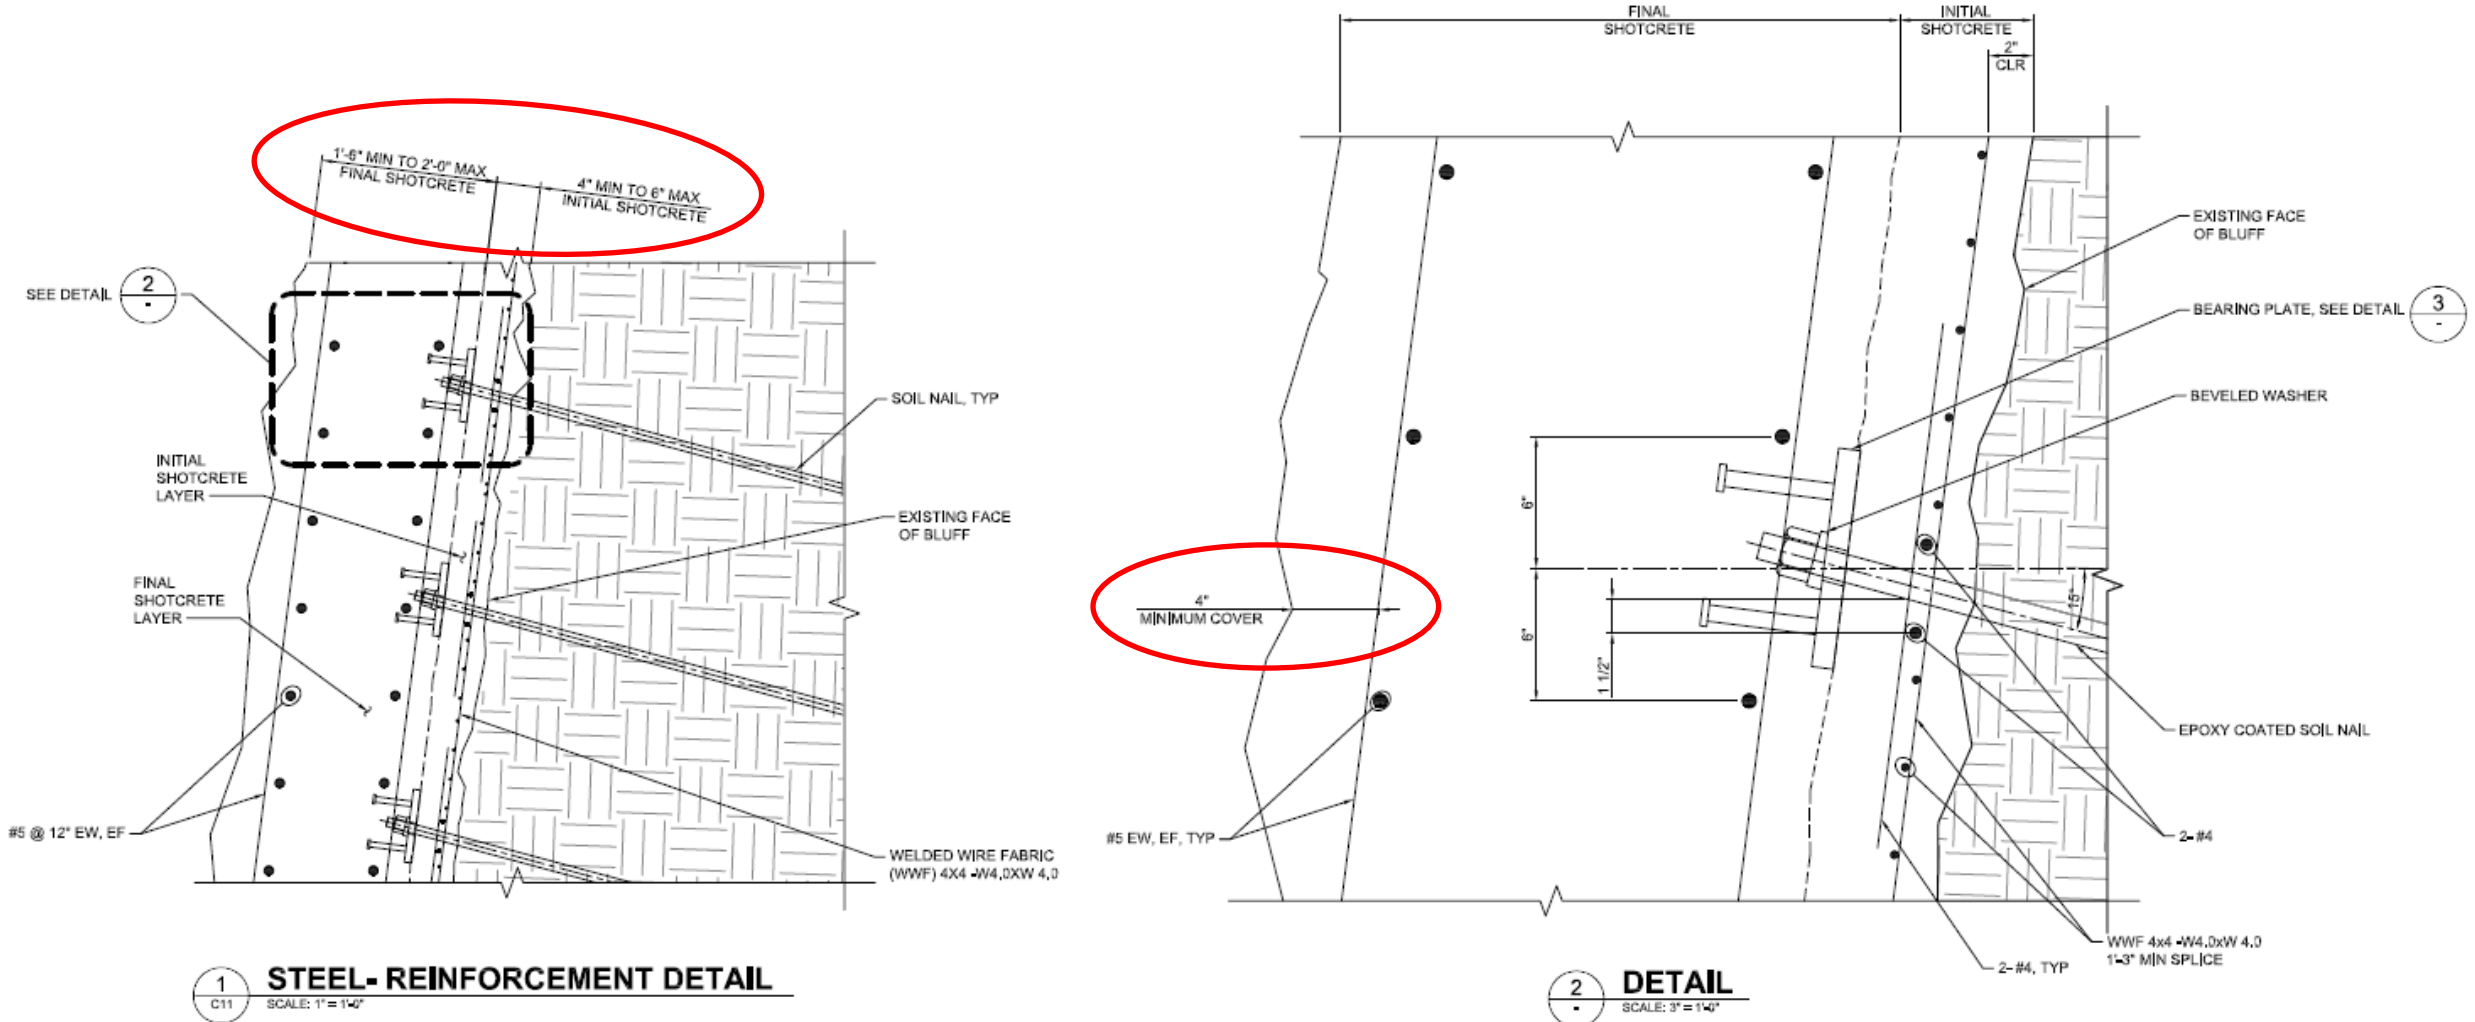 1'-6" MIN TO 2'-0" MAX
FINAL SHOTCRETE
4" MIN TO 6" MAX
INITIAL SHOTCRETE
SEE DETAIL
2
-
SOIL NAIL, TYP
INITIAL
SHOTCRETE
LAYER
EXISTING FACE
OF BLUFF
FINAL
SHOTCRETE
LAYER
#5 @ 12" EW, EF
WELDED WIRE FABRIC
(WWF) 4X4 -W4.0XW 4.0
1
C11
STEEL- REINFORCEMENT DETAIL
SCALE: 1" = 1'-0"
FINAL
SHOTCRETE
INITIAL
SHOTCRETE
2"
CLR
EXISTING FACE
OF BLUFF
BEARING PLATE, SEE DETAIL
3
-
BEVELED WASHER
6"
4"
MINIMUM COVER
15°
6"
1 1/2"
EPOXY COATED SOIL NAIL
#5 EW, EF, TYP
2- #4
WWF 4x4 -W4.0xW 4.0
1'-3" MIN SPLICE
2- #4, TYP
2
-
DETAIL
SCALE: 3" = 1'-0"